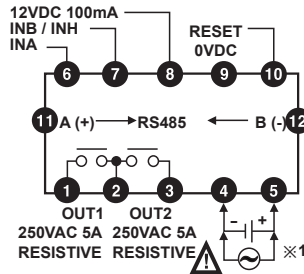 12VDC 100mA
INB / INH
INA
RESET
0VDC
6 7 8 9 10
11 A (+) RS485 B (-) 12
1 2 3 4 5
- +
OUT1 OUT2
250VAC 5A 250VAC 5A
RESISTIVE RESISTIVE
※1